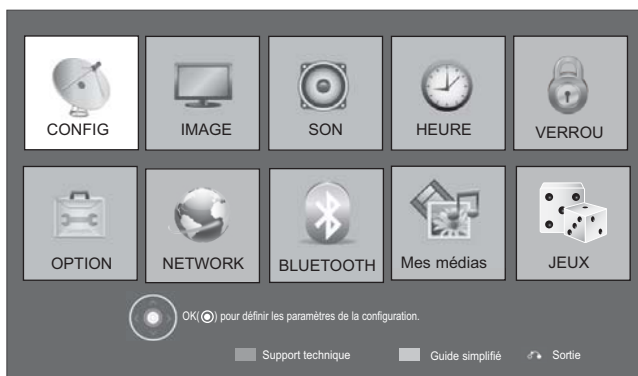 CONFIG IMAGE SON HEURE VERROU
OPTION NETWORK BLUETOOTH Mes médias JEUX
OK(◉) pour définir les paramètres de la configuration.
Support technique Guide simplifié Sortie